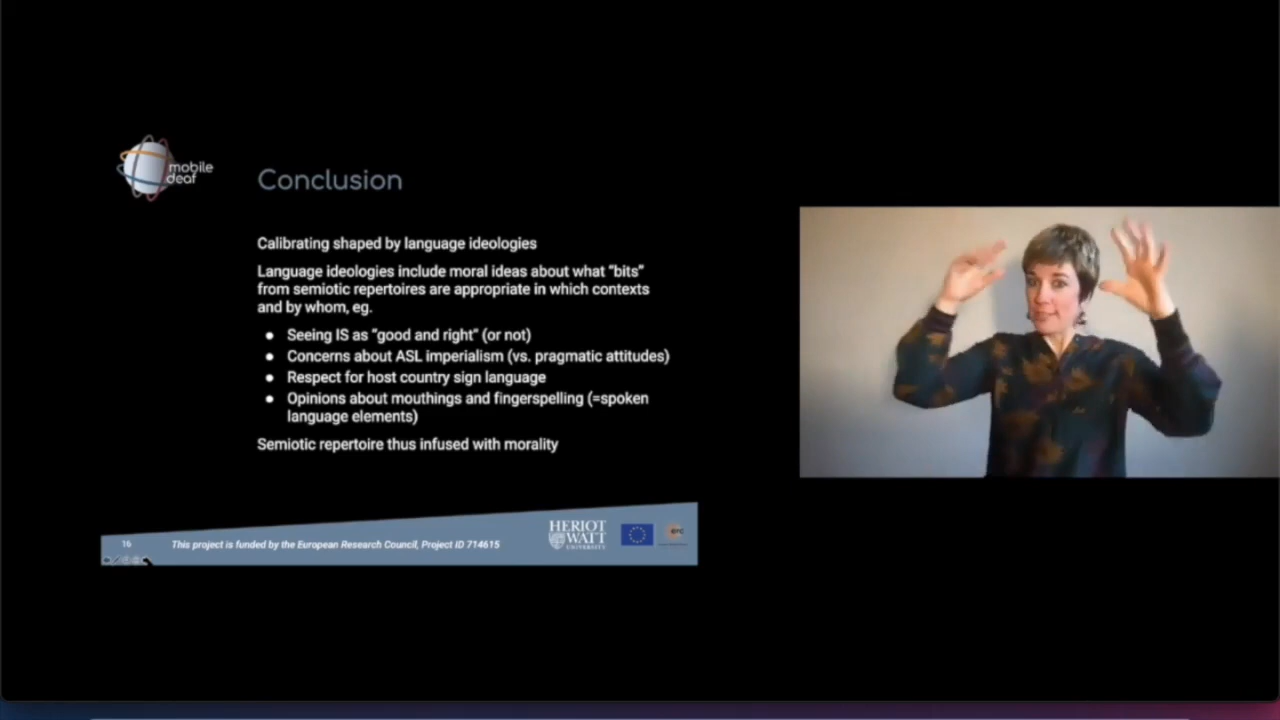 mobile
deaf
Conclusion
Calibrating shaped by language ideologies
Language ideologies include moral ideas about what “bits”
from semiotic repertoires are appropriate in which contexts
and by whom, eg.
● Seeing IS as “good and right” (or not)
● Concerns about ASL imperialism (vs. pragmatic attitudes)
● Respect for host country sign language
● Opinions about mouthings and fingerspelling (=spoken
language elements)
Semiotic repertoire thus infused with morality
16
This project is funded by the European Research Council, Project ID 714615
HERIOT
WATT
UNIVERSITY
erc